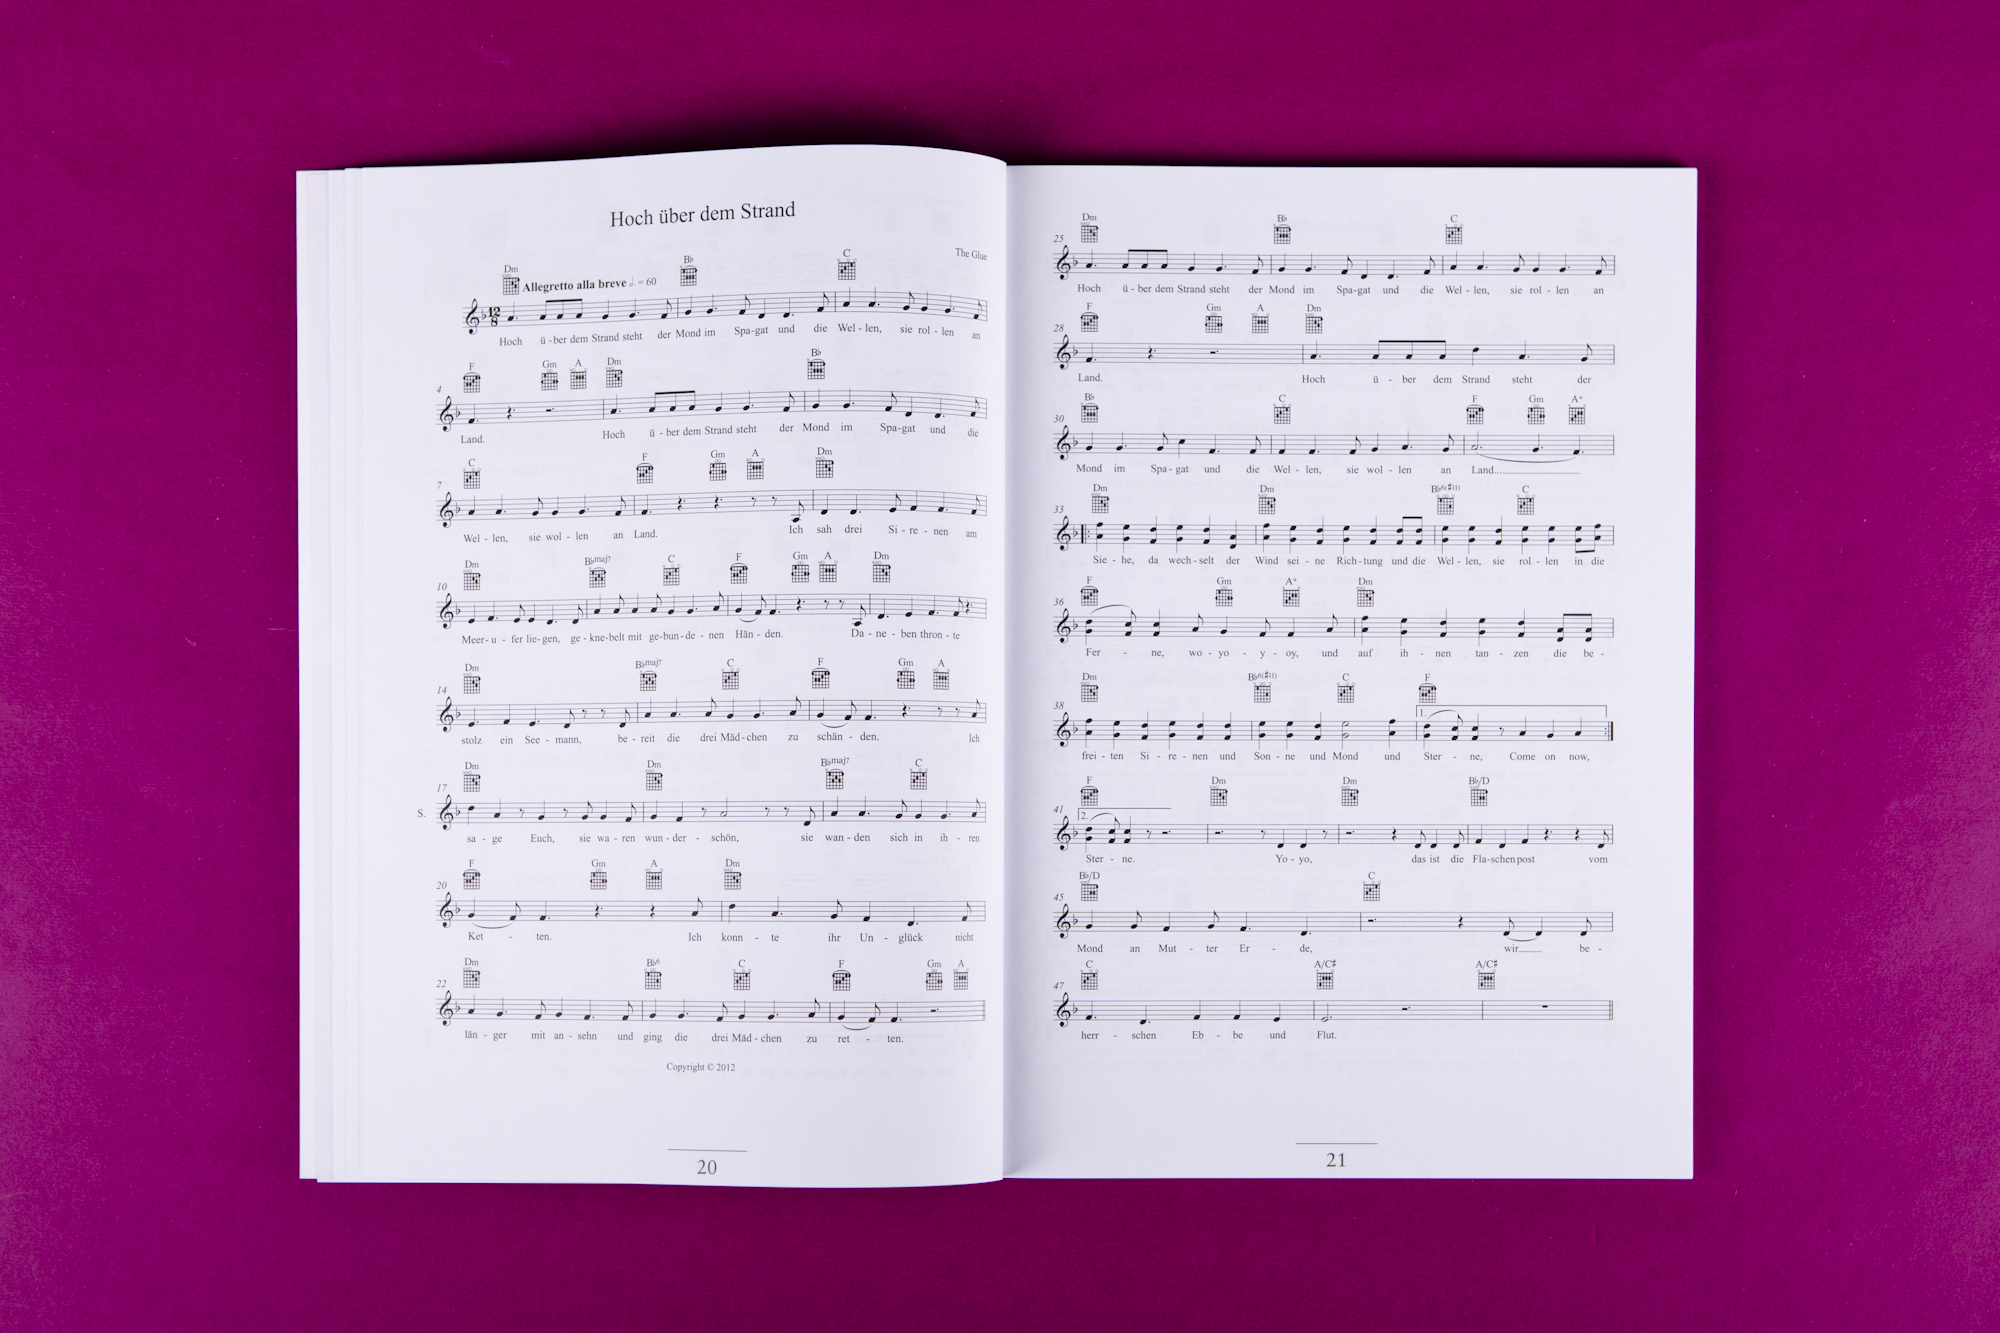 Hoch über dem Strand
The Glue
Dm B♭ C
Allegretto alla breve 𝅗𝅥. = 60
12 8
Hoch ü - ber dem Strand steht der Mond im Spa - gat und die Wel - len, sie rol - len an
F Gm A Dm B♭
4
Land. Hoch ü - ber dem Strand steht der Mond im Spa - gat und die
C F Gm A Dm
7
Wel - len, sie wol - len an Land. Ich sah drei Si - re - nen am
Dm B♭maj7 C F Gm A Dm
10
Meer - u - fer lie - gen, ge - kne - belt mit ge - bun - de - nen Hän - den. Da - ne - ben thron - te
Dm B♭maj7 C F Gm A
14
stolz ein See - mann, be - reit die drei Mäd - chen zu schän - den. Ich
Dm Dm B♭maj7 C
17
S.
sa - ge Euch, sie wa - ren wun - der - schön, sie wan - den sich in ih - ren
F Gm A Dm
20
Ket - ten. Ich konn - te ihr Un - glück nicht
Dm B♭6 C F Gm A
22
län - ger mit an - sehn und ging die drei Mäd - chen zu ret - ten.
Copyright © 2012
20
Dm B♭ C
25
Hoch ü - ber dem Strand steht der Mond im Spa - gat und die Wel - len, sie rol - len an
F Gm A Dm
28
Land. Hoch ü - ber dem Strand steht der
B♭ C F Gm A+
30
Mond im Spa - gat und die Wel - len, sie wol - len an Land.
Dm Dm B♭6(#11) C
33
Sie - he, da wech - selt der Wind sei - ne Rich - tung und die Wel - len, sie rol - len in die
F Gm A+ Dm
36
Fer - ne, wo - yo - y - oy, und auf ih - nen tan - zen die be -
Dm B♭6(#11) C F
38
1.
frei - ten Si - re - nen und Son - ne und Mond und Ster - ne, Come on now,
F Dm Dm B♭/D
41
2.
Ster - ne. Yo - yo, das ist die Fla - schen post vom
B♭/D C
45
Mond an Mut - ter Er - de, wir be -
C A/C# A/C#
47
herr - schen Eb - be und Flut.
21